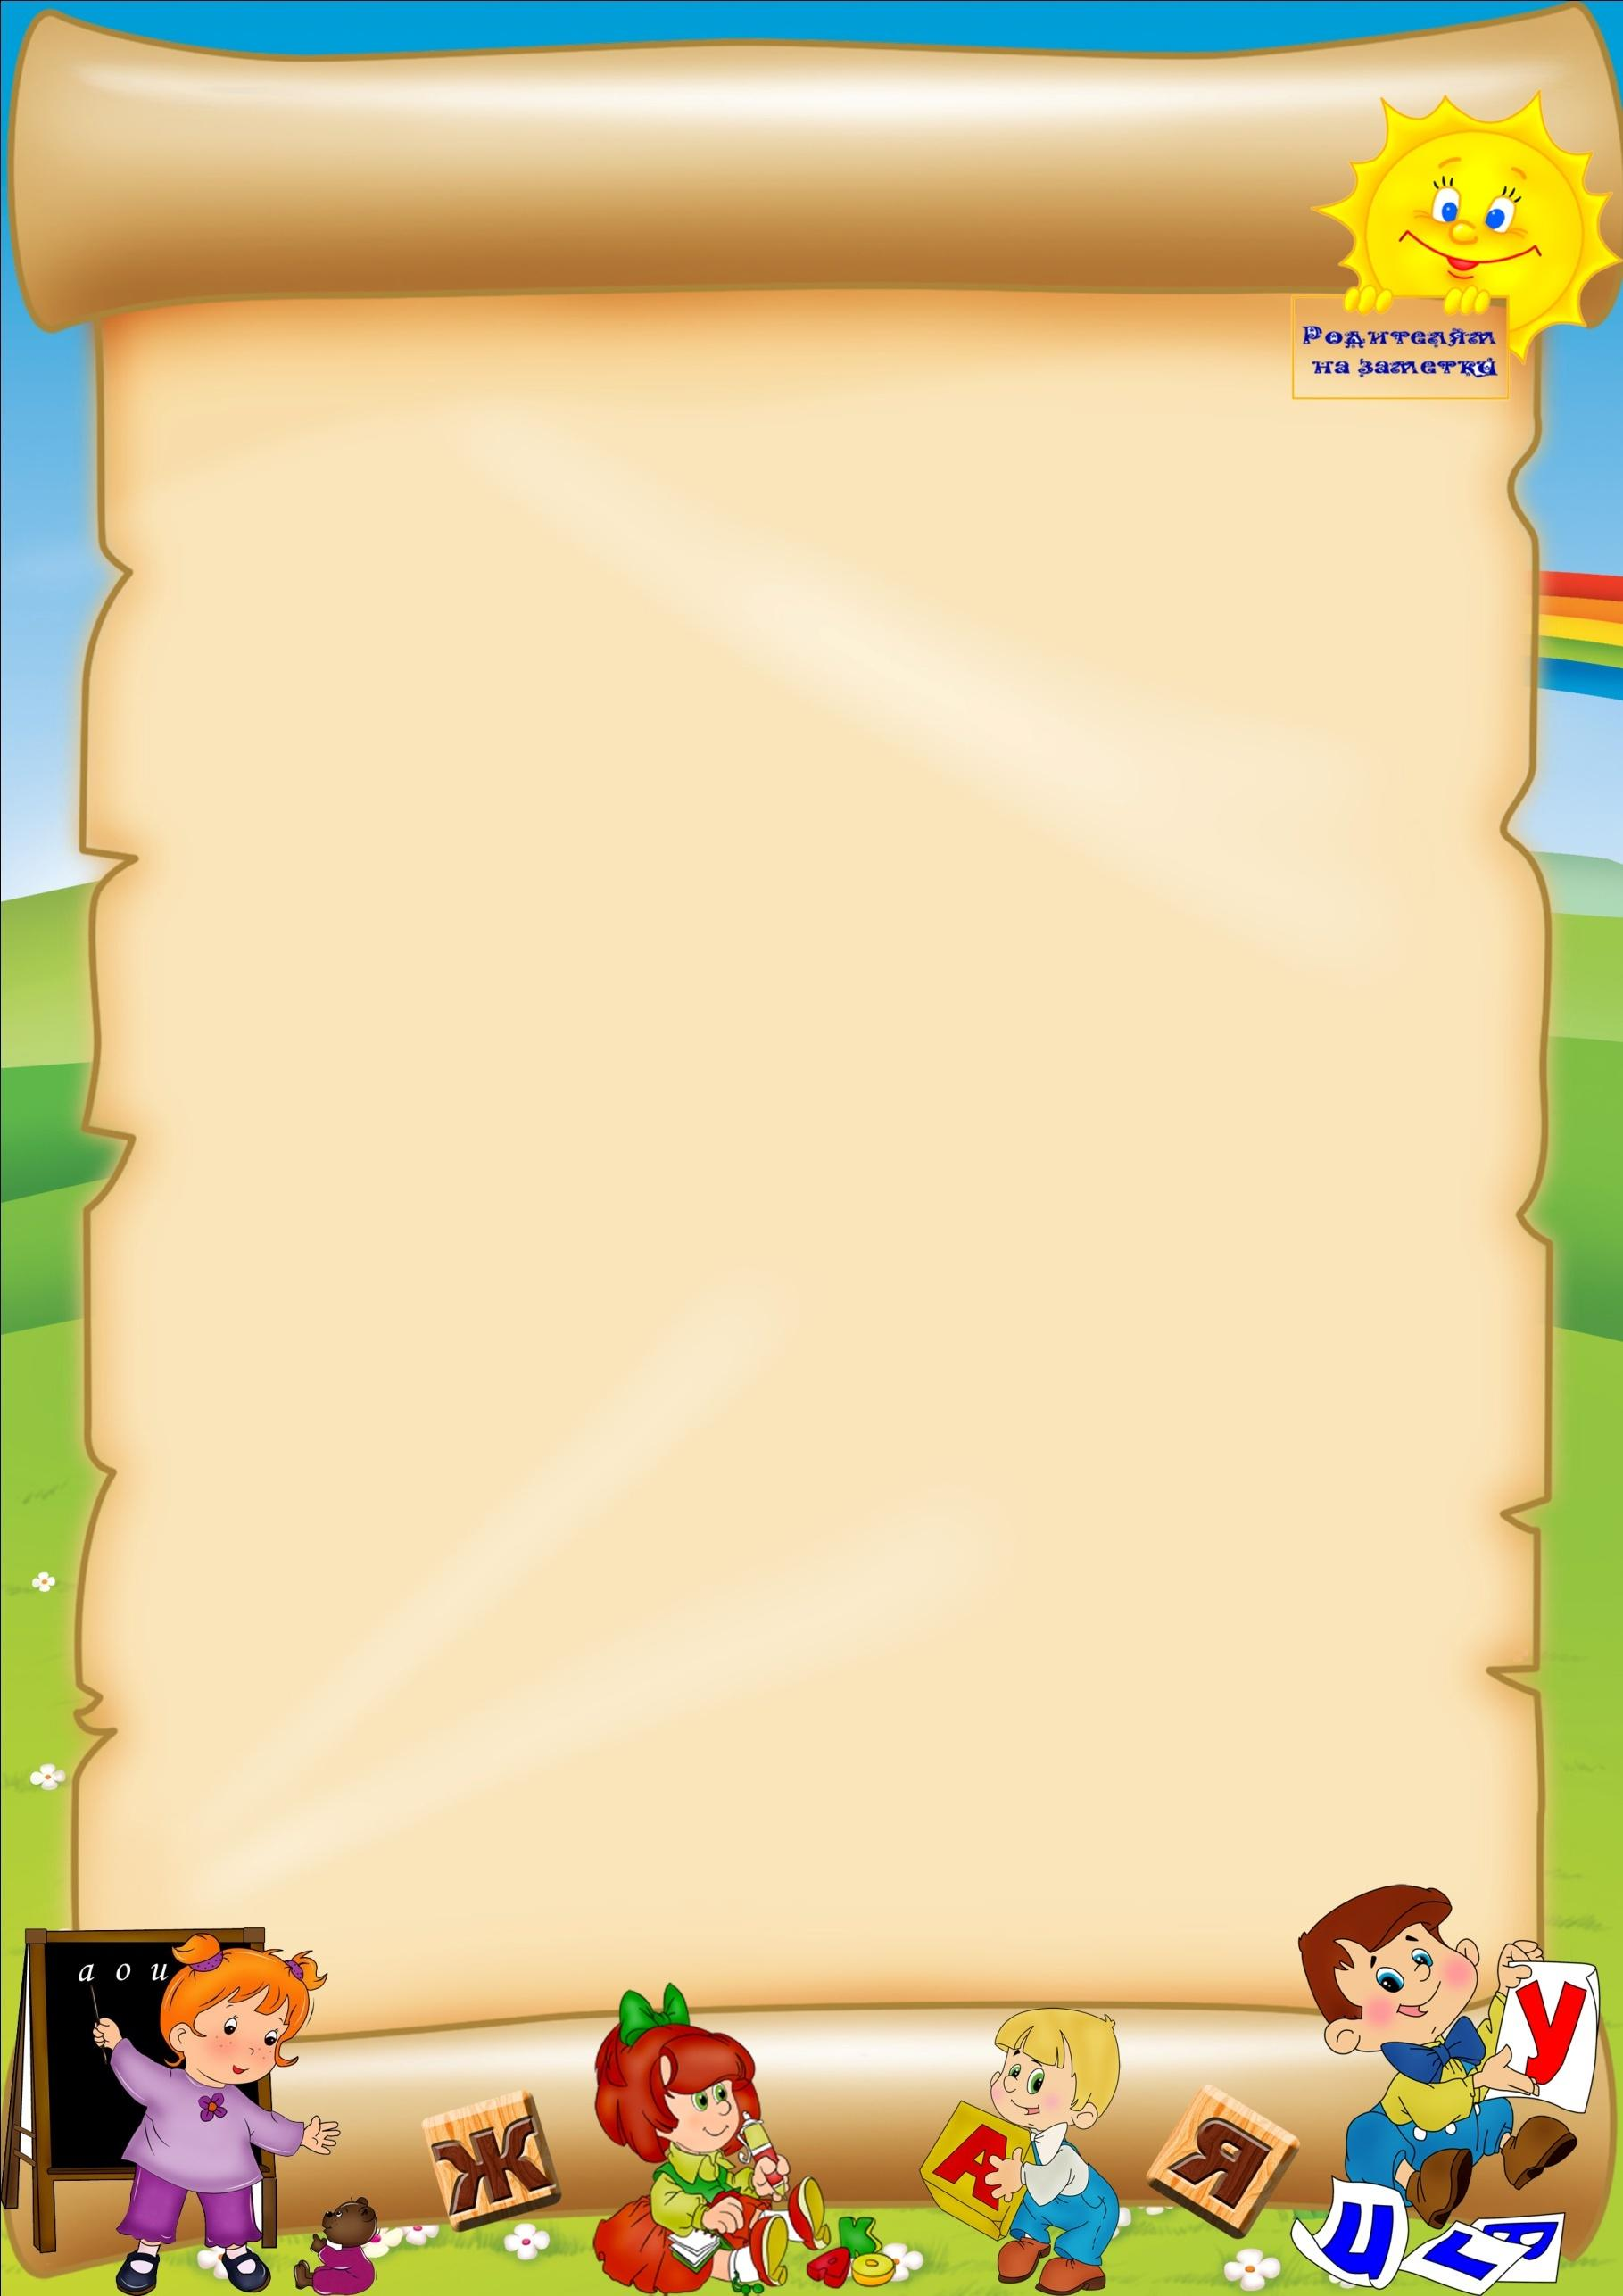 Родителям
на заметку
а о и
Ж
А
Я
У
И